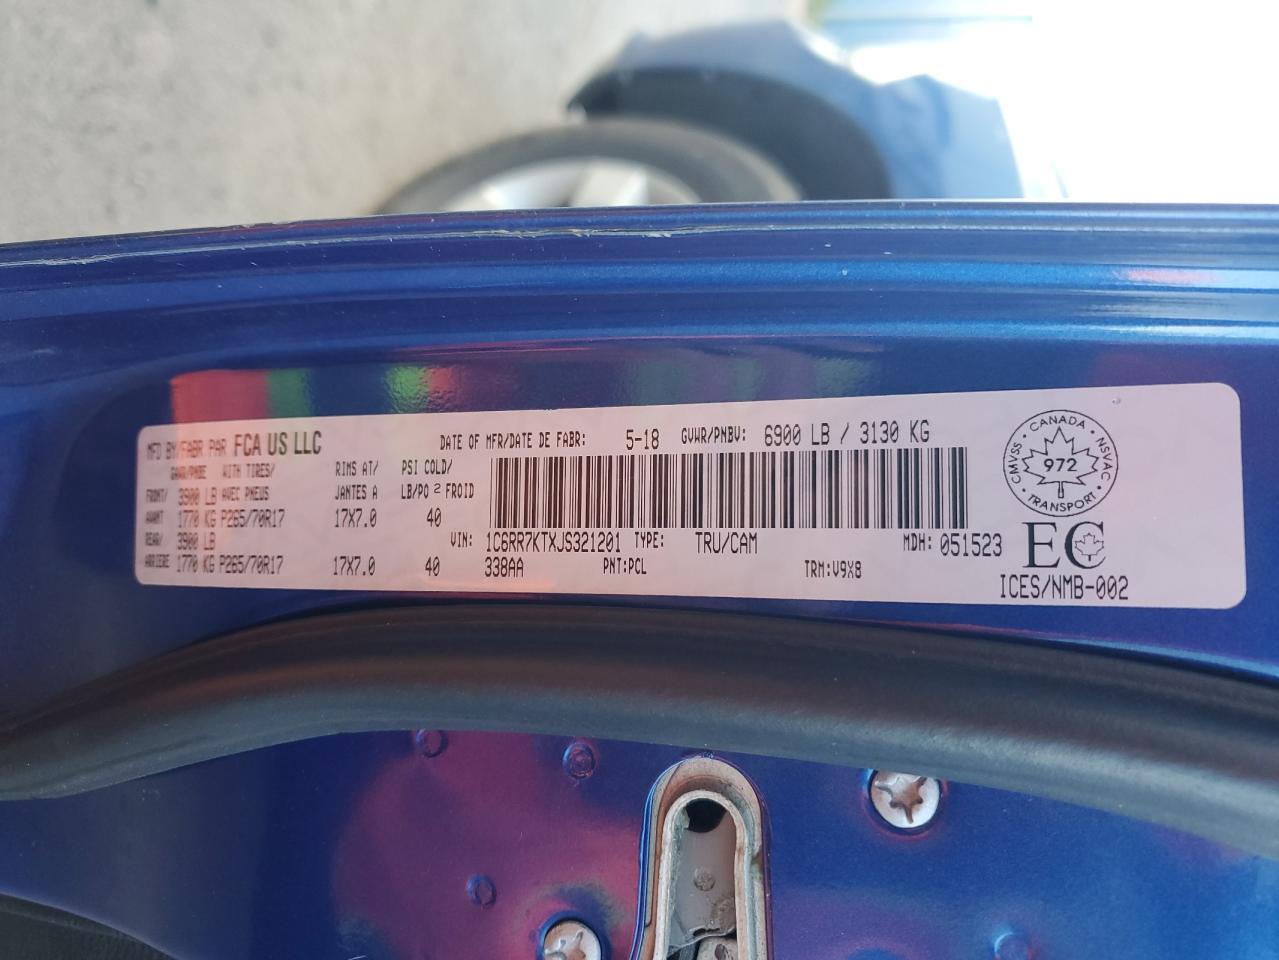 MFD BY/FABR PAR FCA US LLC DATE OF MFR/DATE DE FABR: 5-18 GVWR/PNBV: 6900 LB / 3130 KG
GAWR/PNBE WITH TIRES/ RIMS AT/ PSI COLD/
FRONT/ 3900 LB AVEC PNEUS JANTES A LB/PO 2 FROID
AVANT 1770 KG P265/70R17 17X7.0 40
REAR/ 3900 LB VIN: 1C6RR7KTXJS321201 TYPE: TRU/CAM MDH: 051523
ARRIERE 1770 KG P265/70R17 17X7.0 40 338AA PNT:PCL TRM:V9X8
CANADA
CMVSS • NSVAC
972
TRANSPORT
EC
ICES/NMB-002